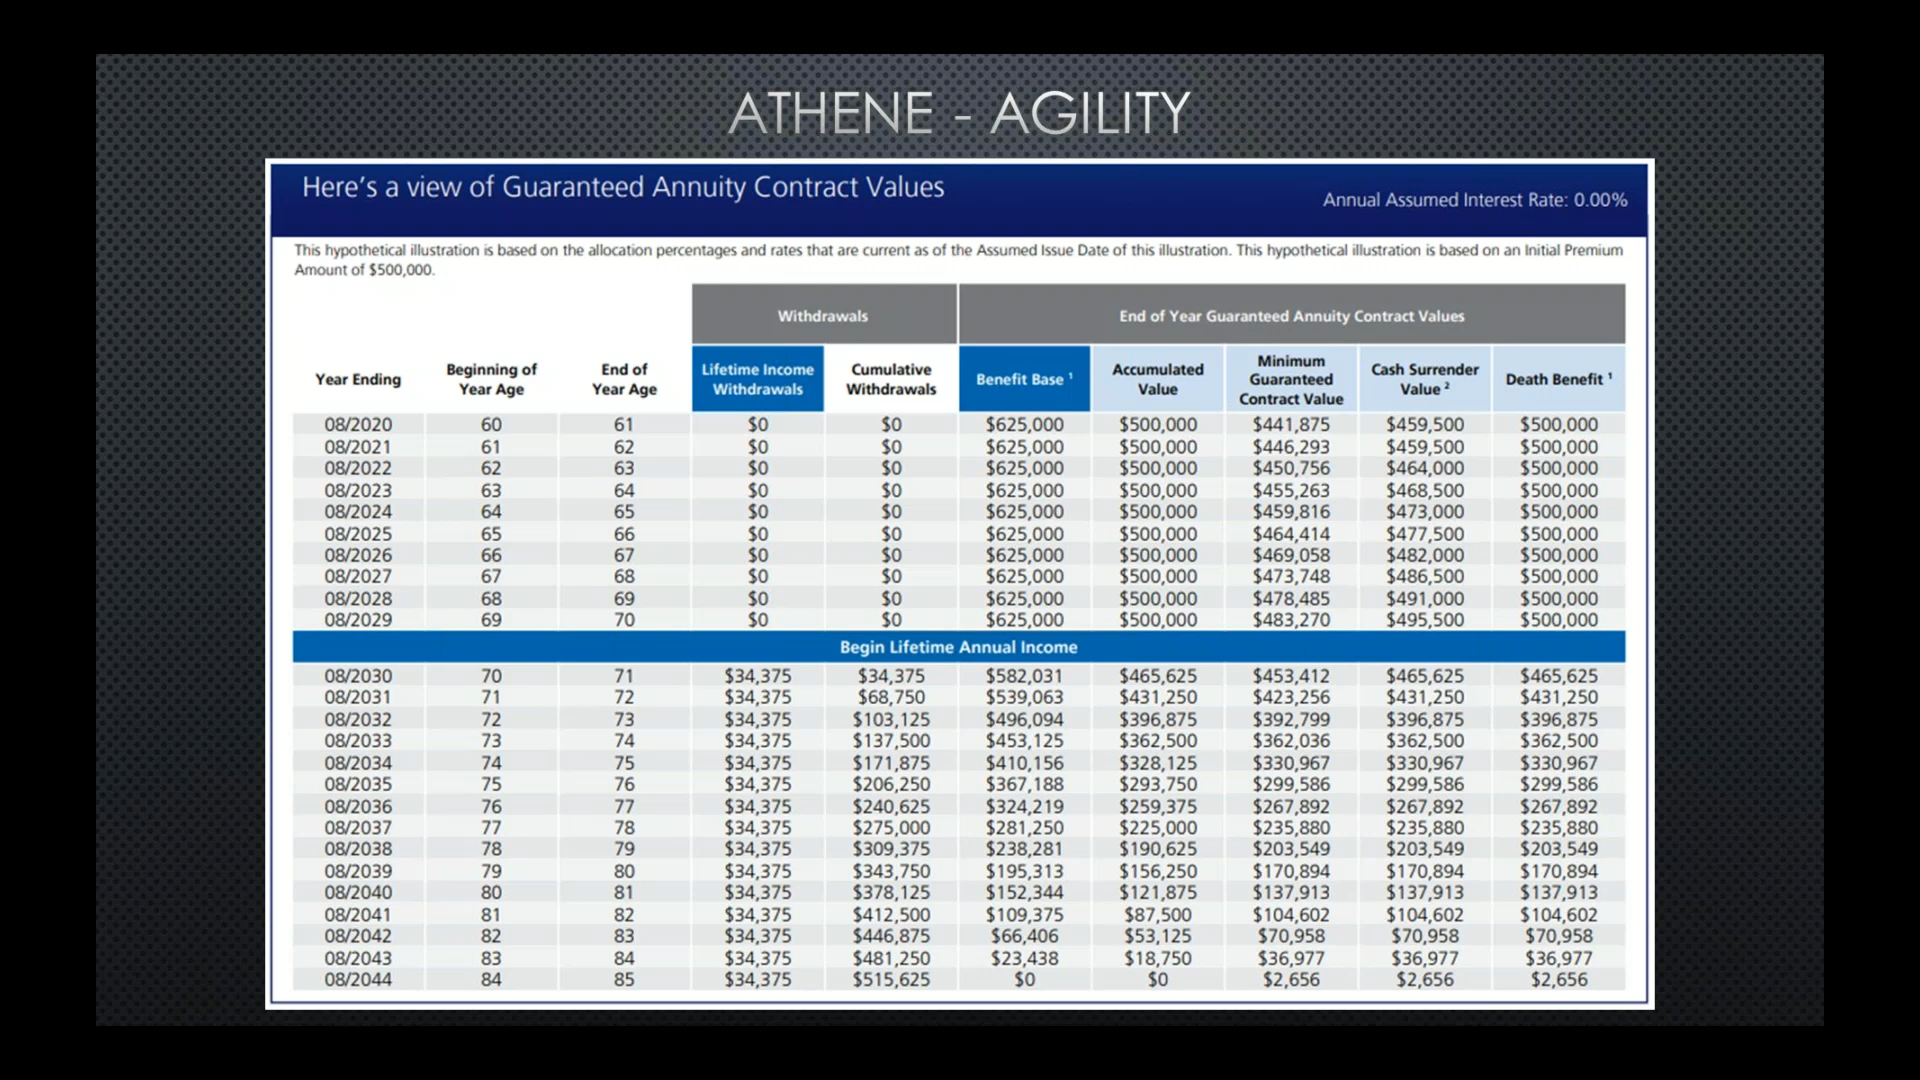 ATHENE - AGILITY
Here's a view of Guaranteed Annuity Contract Values
Annual Assumed Interest Rate: 0.00%
This hypothetical illustration is based on the allocation percentages and rates that are current as of the Assumed Issue Date of this illustration. This hypothetical illustration is based on an Initial Premium
Amount of $500,000.
Withdrawals End of Year Guaranteed Annuity Contract Values
Year Ending Beginning of Year Age End of Year Age Lifetime Income Withdrawals Cumulative Withdrawals Benefit Base 1 Accumulated Value Minimum Guaranteed Contract Value Cash Surrender Value 2 Death Benefit 1
08/2020 60 61 $0 $0 $625,000 $500,000 $441,875 $459,500 $500,000
08/2021 61 62 $0 $0 $625,000 $500,000 $446,293 $459,500 $500,000
08/2022 62 63 $0 $0 $625,000 $500,000 $450,756 $464,000 $500,000
08/2023 63 64 $0 $0 $625,000 $500,000 $455,263 $468,500 $500,000
08/2024 64 65 $0 $0 $625,000 $500,000 $459,816 $473,000 $500,000
08/2025 65 66 $0 $0 $625,000 $500,000 $464,414 $477,500 $500,000
08/2026 66 67 $0 $0 $625,000 $500,000 $469,058 $482,000 $500,000
08/2027 67 68 $0 $0 $625,000 $500,000 $473,748 $486,500 $500,000
08/2028 68 69 $0 $0 $625,000 $500,000 $478,485 $491,000 $500,000
08/2029 69 70 $0 $0 $625,000 $500,000 $483,270 $495,500 $500,000
Begin Lifetime Annual Income
08/2030 70 71 $34,375 $34,375 $582,031 $465,625 $453,412 $465,625 $465,625
08/2031 71 72 $34,375 $68,750 $539,063 $431,250 $423,256 $431,250 $431,250
08/2032 72 73 $34,375 $103,125 $496,094 $396,875 $392,799 $396,875 $396,875
08/2033 73 74 $34,375 $137,500 $453,125 $362,500 $362,036 $362,500 $362,500
08/2034 74 75 $34,375 $171,875 $410,156 $328,125 $330,967 $330,967 $330,967
08/2035 75 76 $34,375 $206,250 $367,188 $293,750 $299,586 $299,586 $299,586
08/2036 76 77 $34,375 $240,625 $324,219 $259,375 $267,892 $267,892 $267,892
08/2037 77 78 $34,375 $275,000 $281,250 $225,000 $235,880 $235,880 $235,880
08/2038 78 79 $34,375 $309,375 $238,281 $190,625 $203,549 $203,549 $203,549
08/2039 79 80 $34,375 $343,750 $195,313 $156,250 $170,894 $170,894 $170,894
08/2040 80 81 $34,375 $378,125 $152,344 $121,875 $137,913 $137,913 $137,913
08/2041 81 82 $34,375 $412,500 $109,375 $87,500 $104,602 $104,602 $104,602
08/2042 82 83 $34,375 $446,875 $66,406 $53,125 $70,958 $70,958 $70,958
08/2043 83 84 $34,375 $481,250 $23,438 $18,750 $36,977 $36,977 $36,977
08/2044 84 85 $34,375 $515,625 $0 $0 $2,656 $2,656 $2,656